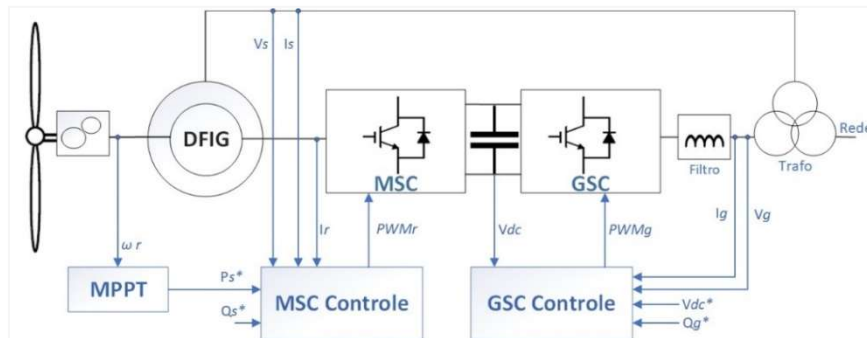 Vs
Is
DFIG
MSC
GSC
Filtro
Trafo
Rede
ω r
Ir
PWMr
Vdc
PWMg
Ig
Vg
MPPT
Ps*
Qs*
MSC Controle
GSC Controle
Vdc*
Qg*